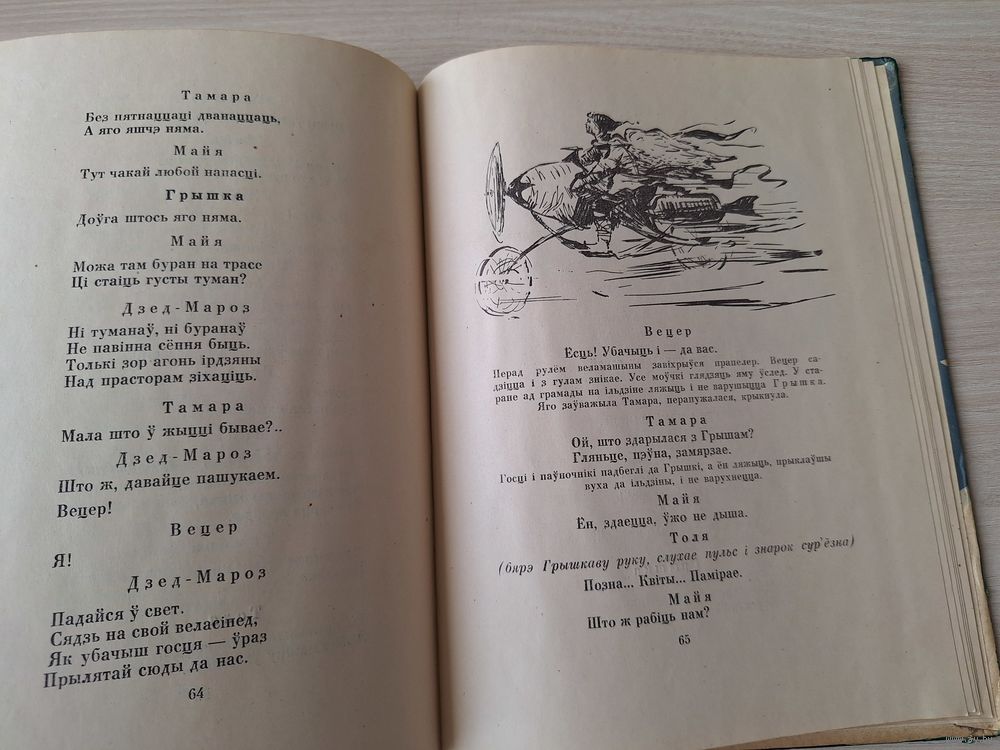 Тамара
Без пятнаццаці дванаццаць,
А яго яшчэ няма.
Майя
Тут чакай любой напасці.
Грышка
Доўга штось яго няма.
Майя
Можа там буран на трасе
Ці стаіць густы туман?
Дзед-Мароз
Ні туманаў, ні буранаў
Не павінна сёння быць.
Толькі зор агонь ірдзяны
Над прасторам зіхаціць.
Тамара
Мала што ў жыцці бывае?..
Дзед-Мароз
Што ж, давайце пашукаем.
Вецер!
Вецер
Я!
Дзед-Мароз
Падайся ў свет.
Сядзь на свой веласіпед,
Як убачыш госця — ўраз
Прылятай сюды да нас.
64
Вецер
Ёсць! Убачыць і — да вас.
Перад рулём веламашыны завіхрыўся прапелер. Вецер са-
дзіцца і з гулам знікае. Усе моўчкі глядзяць яму ўслед. У ста-
ране ад грамады на ільдзіне ляжыць і не варушыцца Грышка.
Яго заўважыла Тамара, перапужалася, крыкнула.
Тамара
Ой, што здарылася з Грышам?
Гляньце, пэўна, замярзае.
Госці і паўночнікі падбеглі да Грышкі, а ён ляжыць, прыклаўшы
вуха да ільдзіны, і не варухнецца.
Майя
Ён, здаецца, ўжо не дыша.
Толя
(бярэ Грышкаву руку, слухае пульс і знарок сур'ёзна)
Позна... Квіты... Памірае.
Майя
Што ж рабіць нам?
65